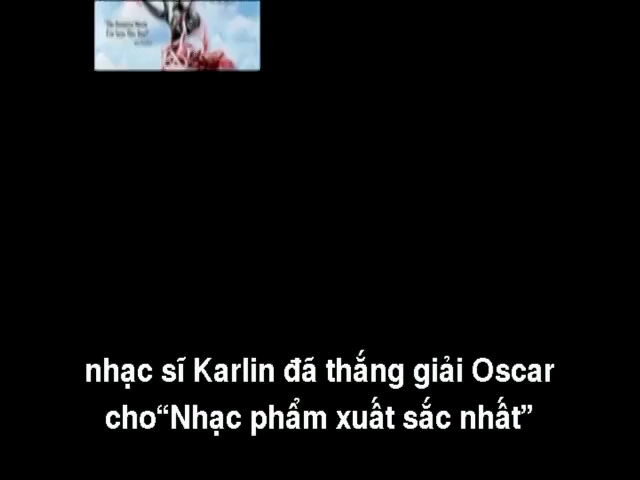 nhạc sĩ Karlin đã thắng giải Oscar
cho“Nhạc phẩm xuất sắc nhất”